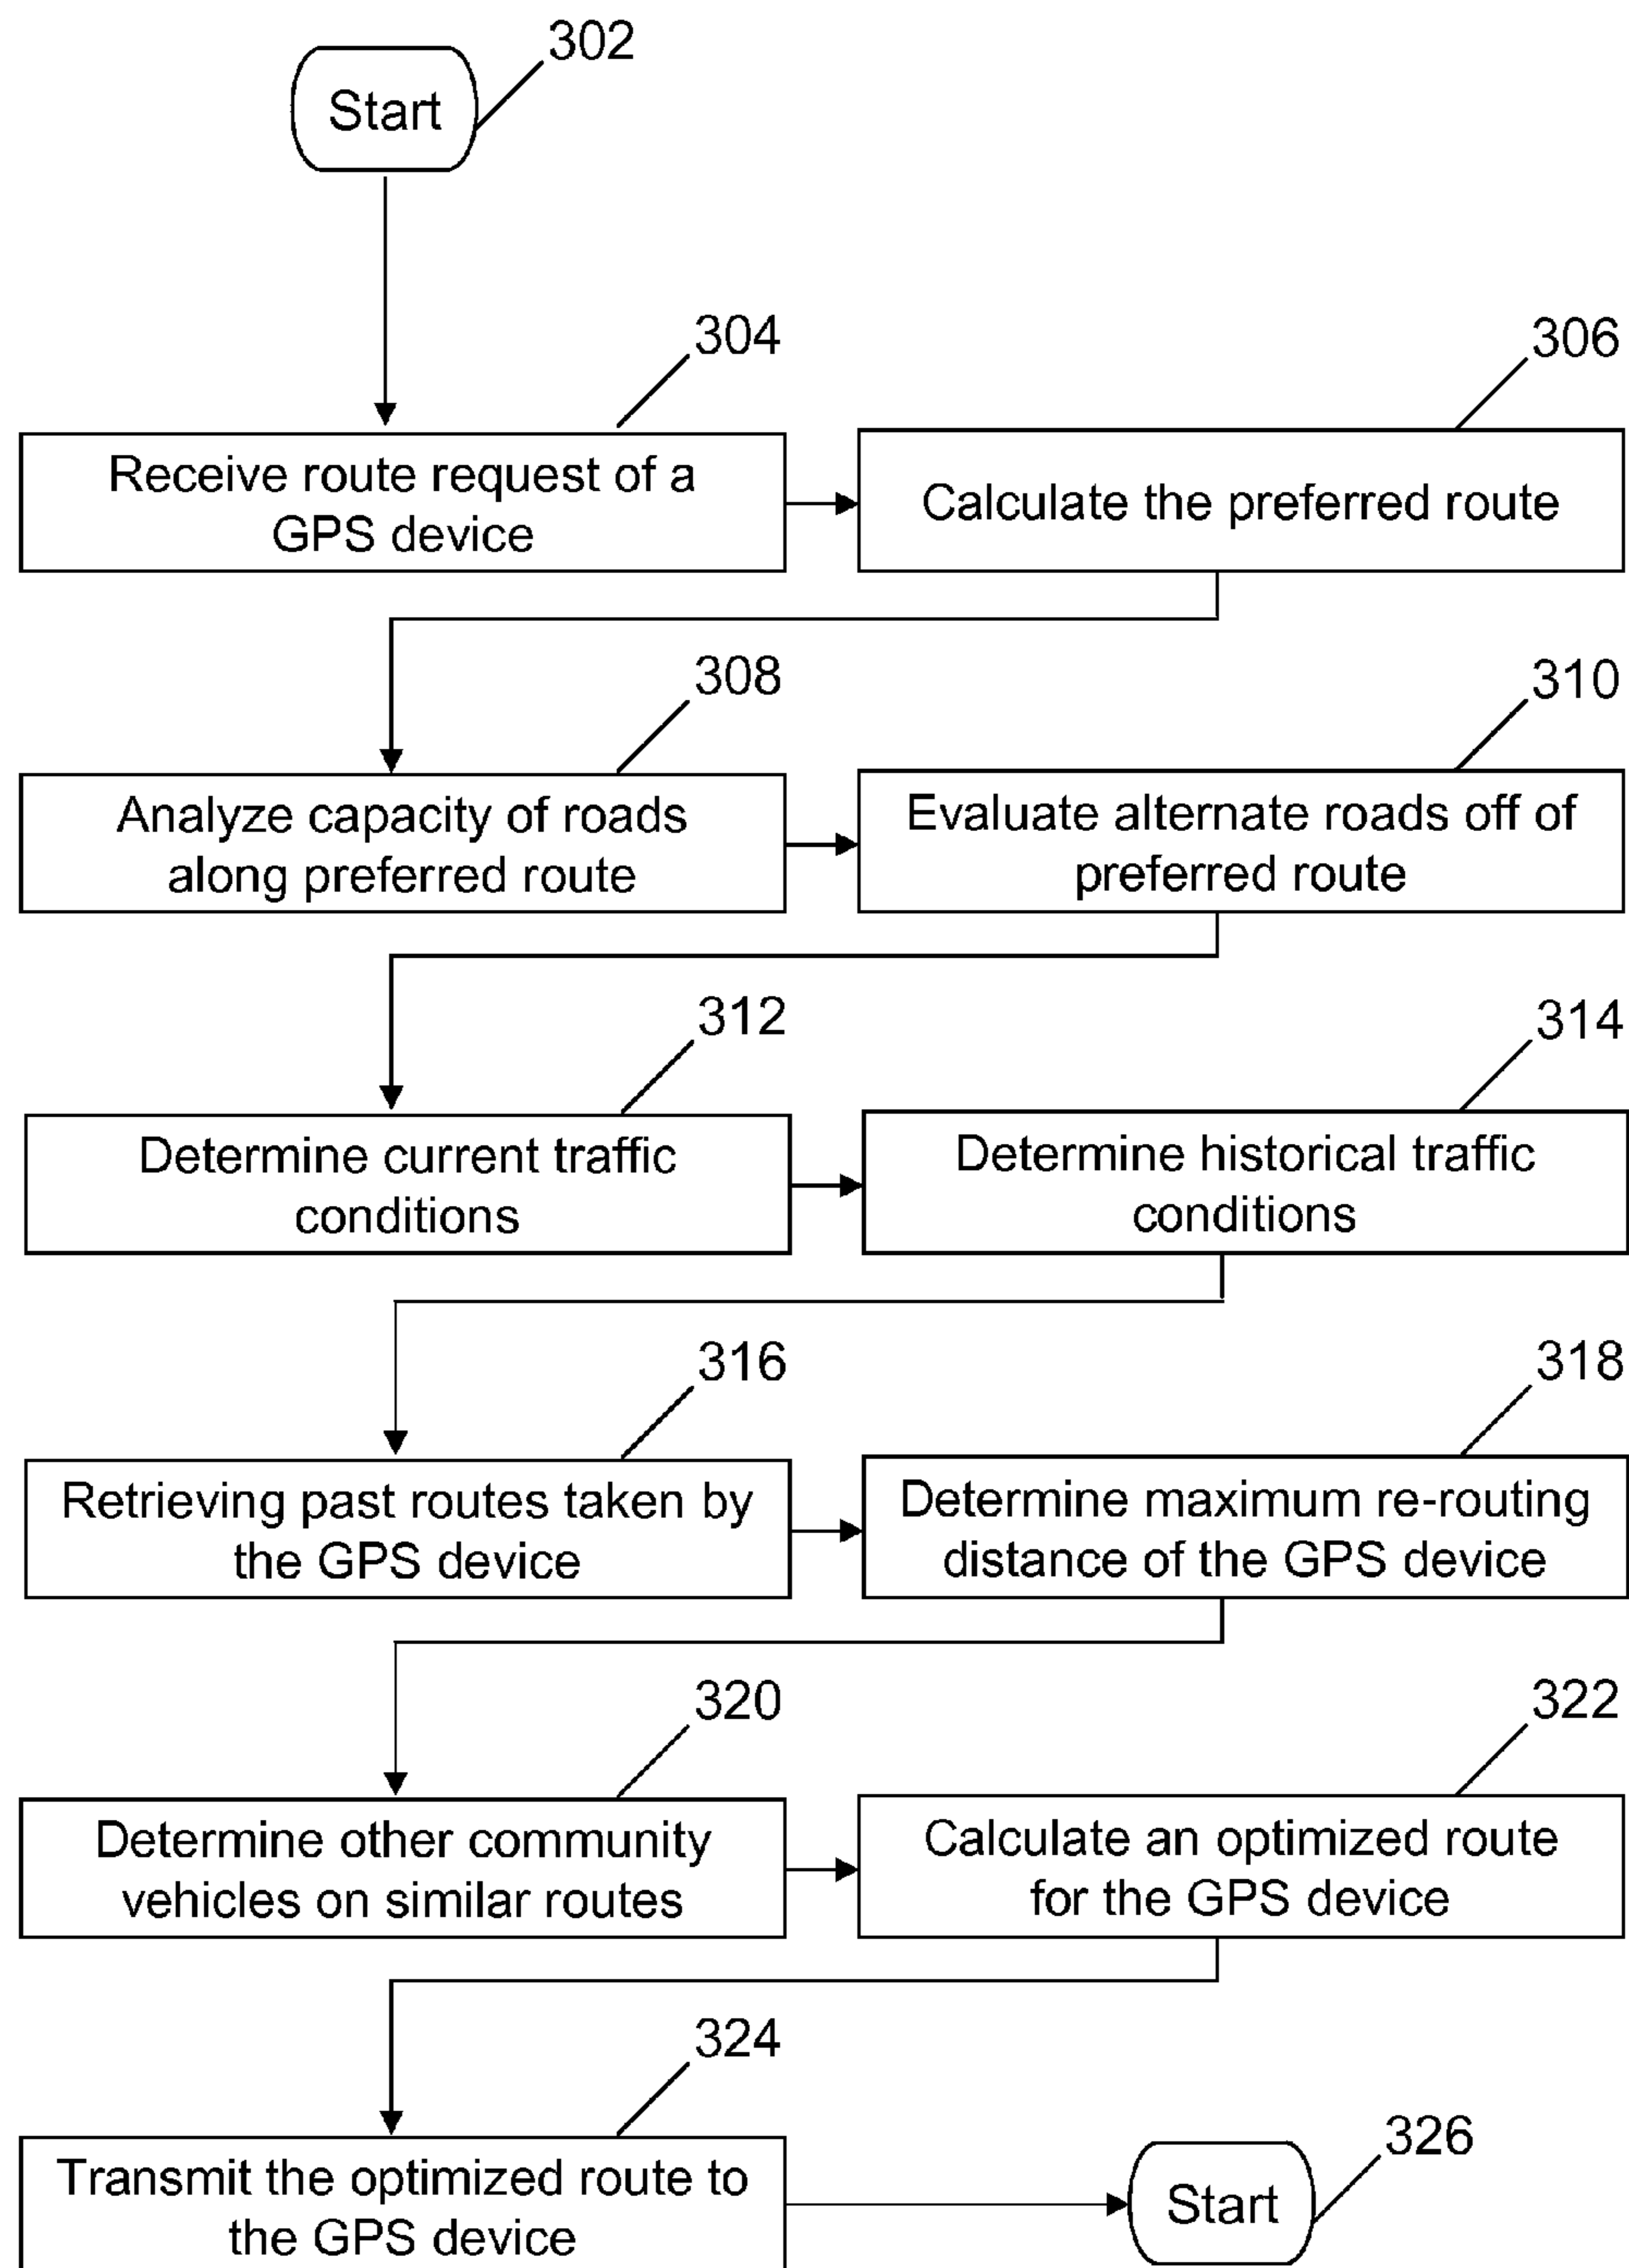 302
Start
304
306
Receive route request of a
GPS device
Calculate the preferred route
308
310
Analyze capacity of roads
along preferred route
Evaluate alternate roads off of
preferred route
312
314
Determine current traffic
conditions
Determine historical traffic
conditions
316
318
Retrieving past routes taken by
the GPS device
Determine maximum re-routing
distance of the GPS device
320
322
Determine other community
vehicles on similar routes
Calculate an optimized route
for the GPS device
324
326
Transmit the optimized route to
the GPS device
Start